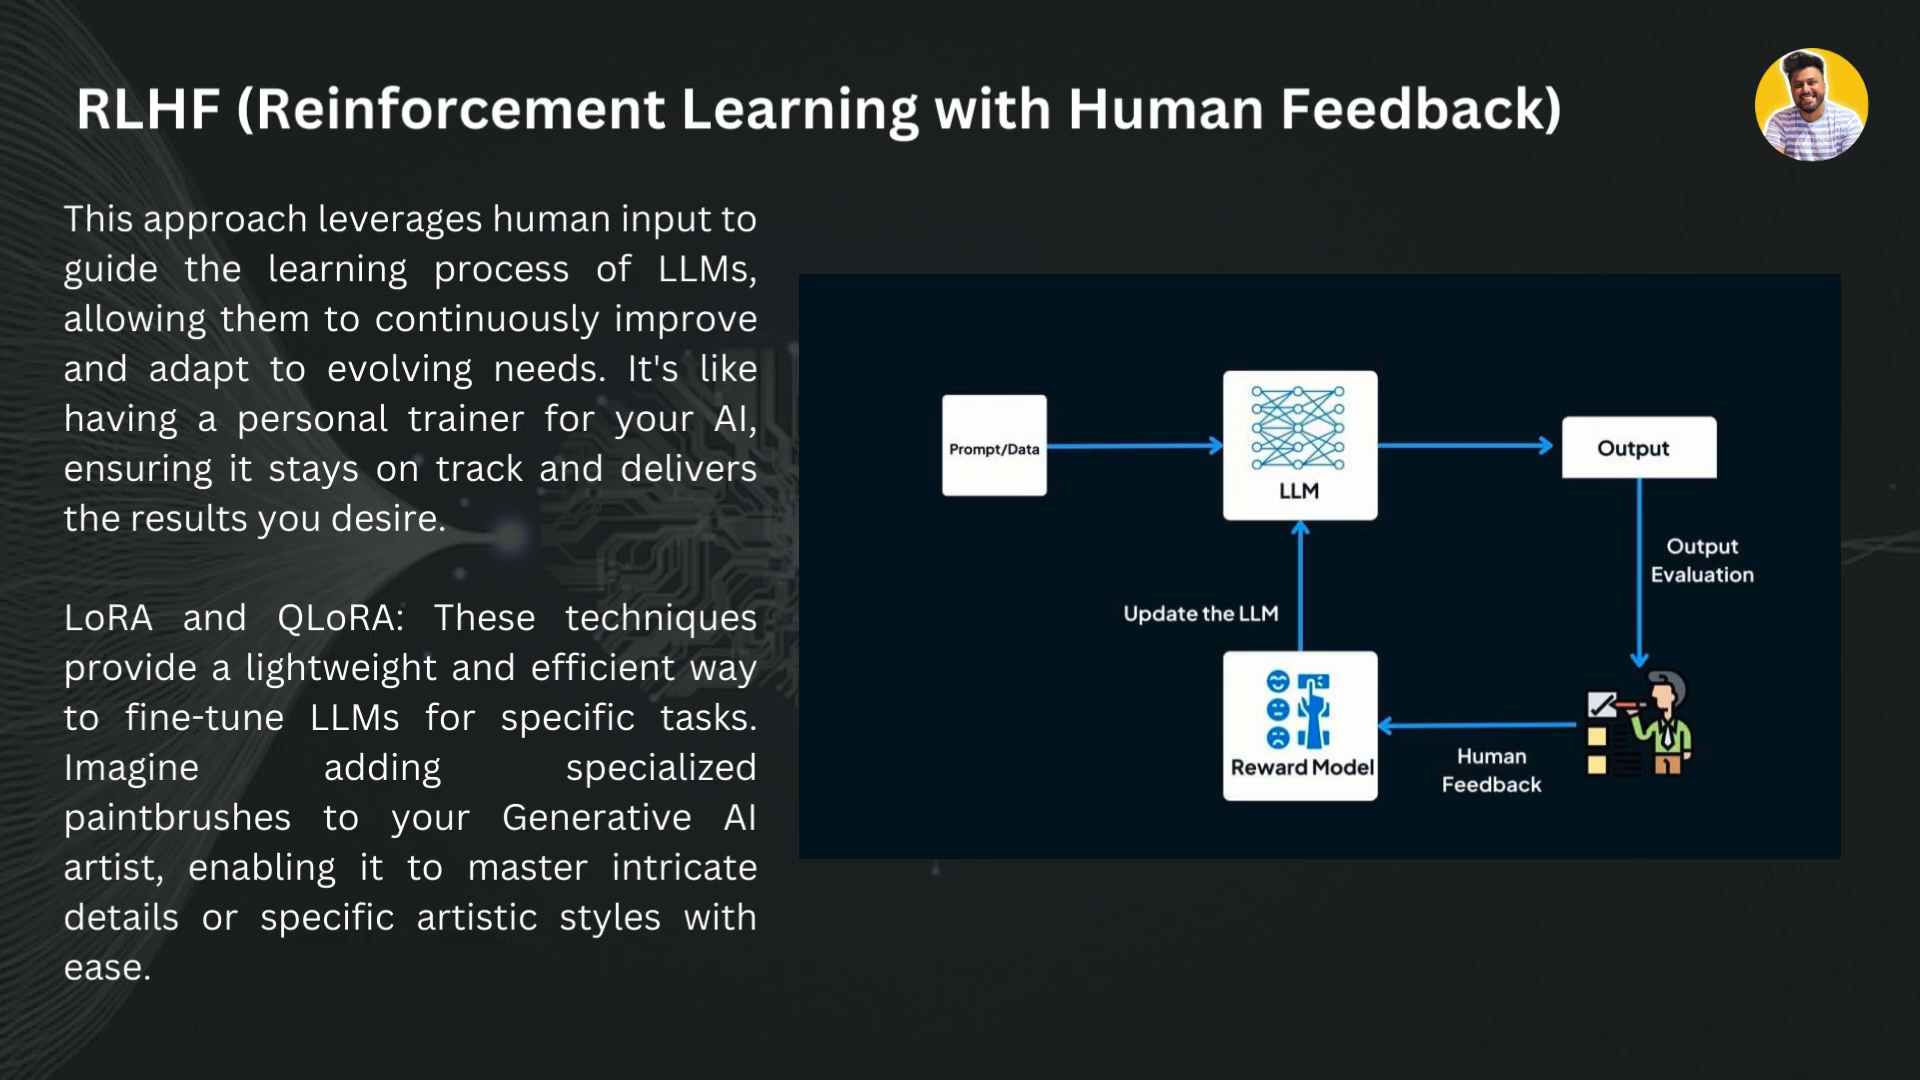 RLHF (Reinforcement Learning with Human Feedback)
This approach leverages human input to
guide the learning process of LLMs,
allowing them to continuously improve
and adapt to evolving needs. It's like
having a personal trainer for your AI,
ensuring it stays on track and delivers
the results you desire.
LoRA and QLoRA: These techniques
provide a lightweight and efficient way
to fine-tune LLMs for specific tasks.
Imagine adding specialized
paintbrushes to your Generative AI
artist, enabling it to master intricate
details or specific artistic styles with
ease.
Prompt/Data
LLM
Output
Output
Evaluation
Update the LLM
Reward Model
Human
Feedback